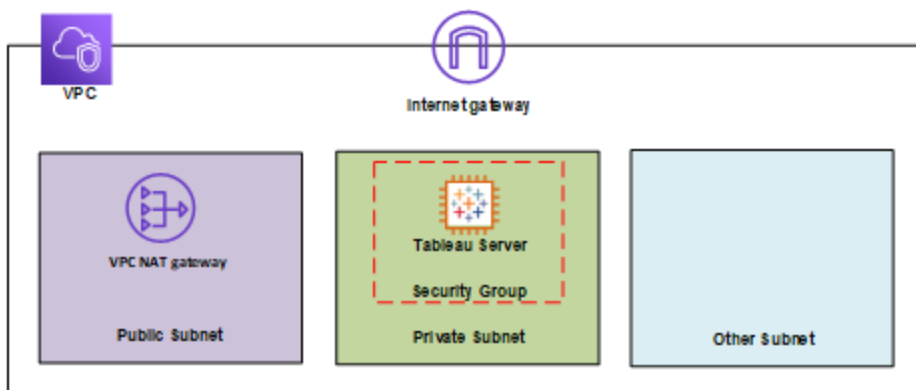 VPC
Internet gateway
VPC NAT gateway
Public Subnet
Tableau Server
Security Group
Private Subnet
Other Subnet